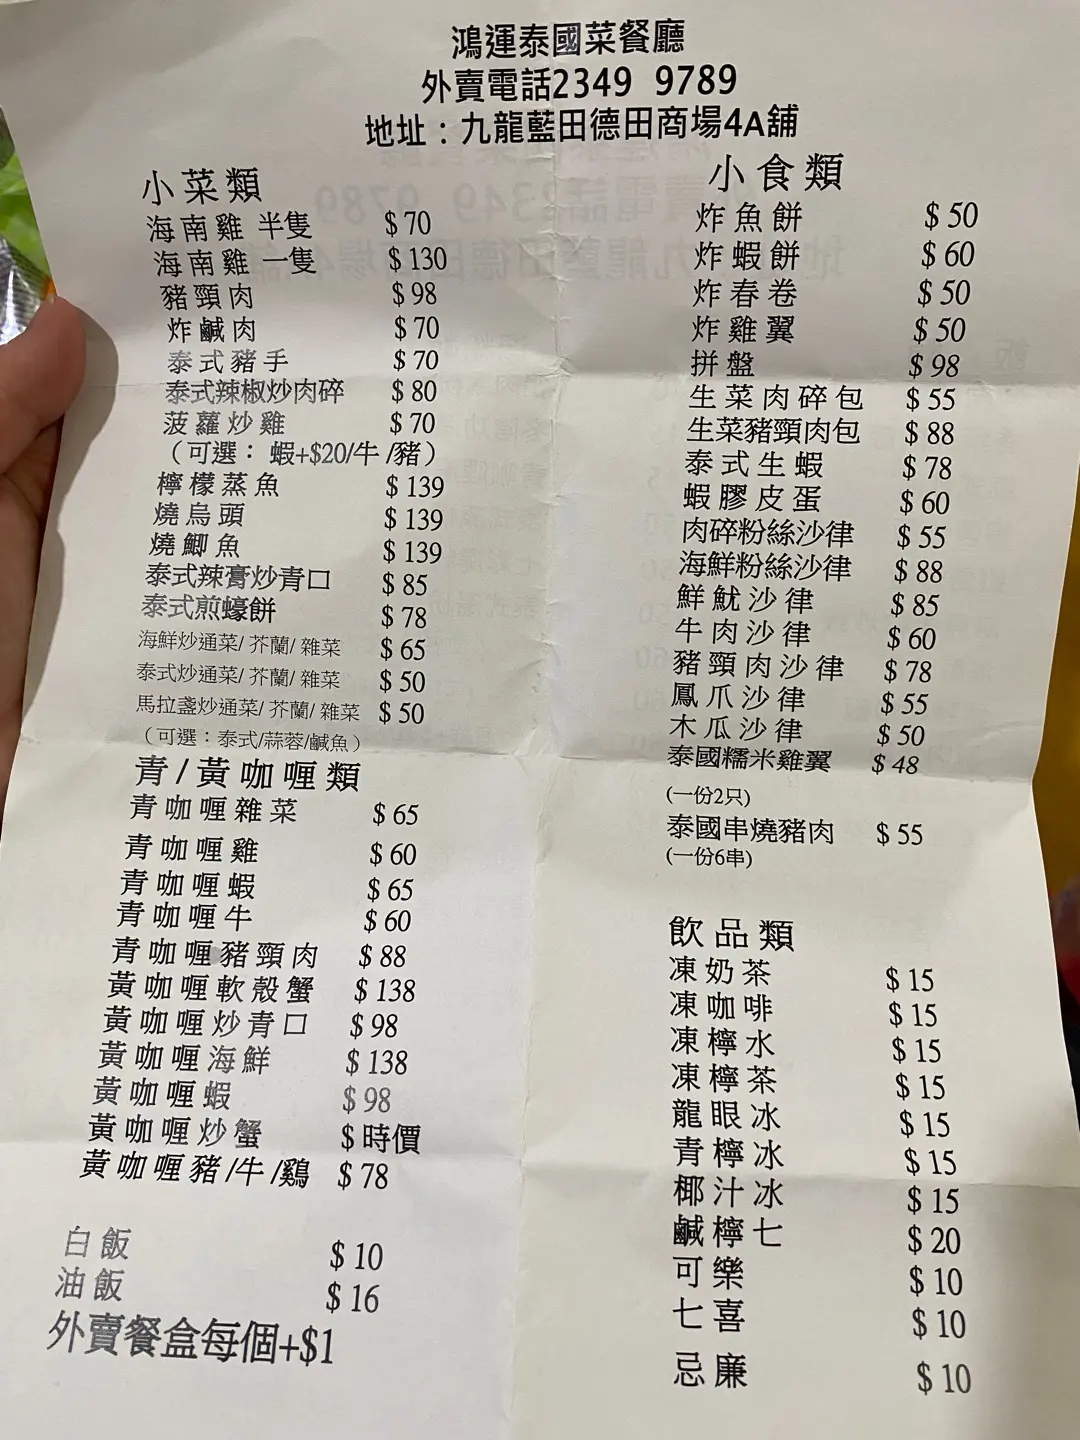 鴻運泰國菜餐廳
外賣電話2349 9789
地址：九龍藍田德田商場4A舖
小菜類
海南雞 半隻 $70
海南雞 一隻 $130
豬頸肉 $98
炸鹹肉 $70
泰式豬手 $70
泰式辣椒炒肉碎 $80
菠蘿炒雞 $70
（可選： 蝦+$20/牛/豬）
檸檬蒸魚 $139
燒烏頭 $139
燒鯽魚 $139
泰式辣膏炒青口 $85
泰式煎蠔餅 $78
海鮮炒通菜/ 芥蘭/ 雜菜 $65
泰式炒通菜/ 芥蘭/ 雜菜 $50
馬拉盞炒通菜/ 芥蘭/ 雜菜 $50
（可選：泰式/蒜蓉/鹹魚）
青/黃咖喱類
青咖喱雜菜 $65
青咖喱雞 $60
青咖喱蝦 $65
青咖喱牛 $60
青咖喱豬頸肉 $88
黃咖喱軟殼蟹 $138
黃咖喱炒青口 $98
黃咖喱海鮮 $138
黃咖喱蝦 $98
黃咖喱炒蟹 $時價
黃咖喱豬/牛/鷄 $78
白飯 $10
油飯 $16
外賣餐盒每個+$1
小食類
炸魚餅 $50
炸蝦餅 $60
炸春卷 $50
炸雞翼 $50
拼盤 $98
生菜肉碎包 $55
生菜豬頸肉包 $88
泰式生蝦 $78
蝦膠皮蛋 $60
肉碎粉絲沙律 $55
海鮮粉絲沙律 $88
鮮魷沙律 $85
牛肉沙律 $60
豬頸肉沙律 $78
鳳爪沙律 $55
木瓜沙律 $50
泰國糯米雞翼 $48
(一份2只)
泰國串燒豬肉 $55
(一份6串)
飲品類
凍奶茶 $15
凍咖啡 $15
凍檸水 $15
凍檸茶 $15
龍眼冰 $15
青檸冰 $15
椰汁冰 $15
鹹檸七 $20
可樂 $10
七喜 $10
忌廉 $10